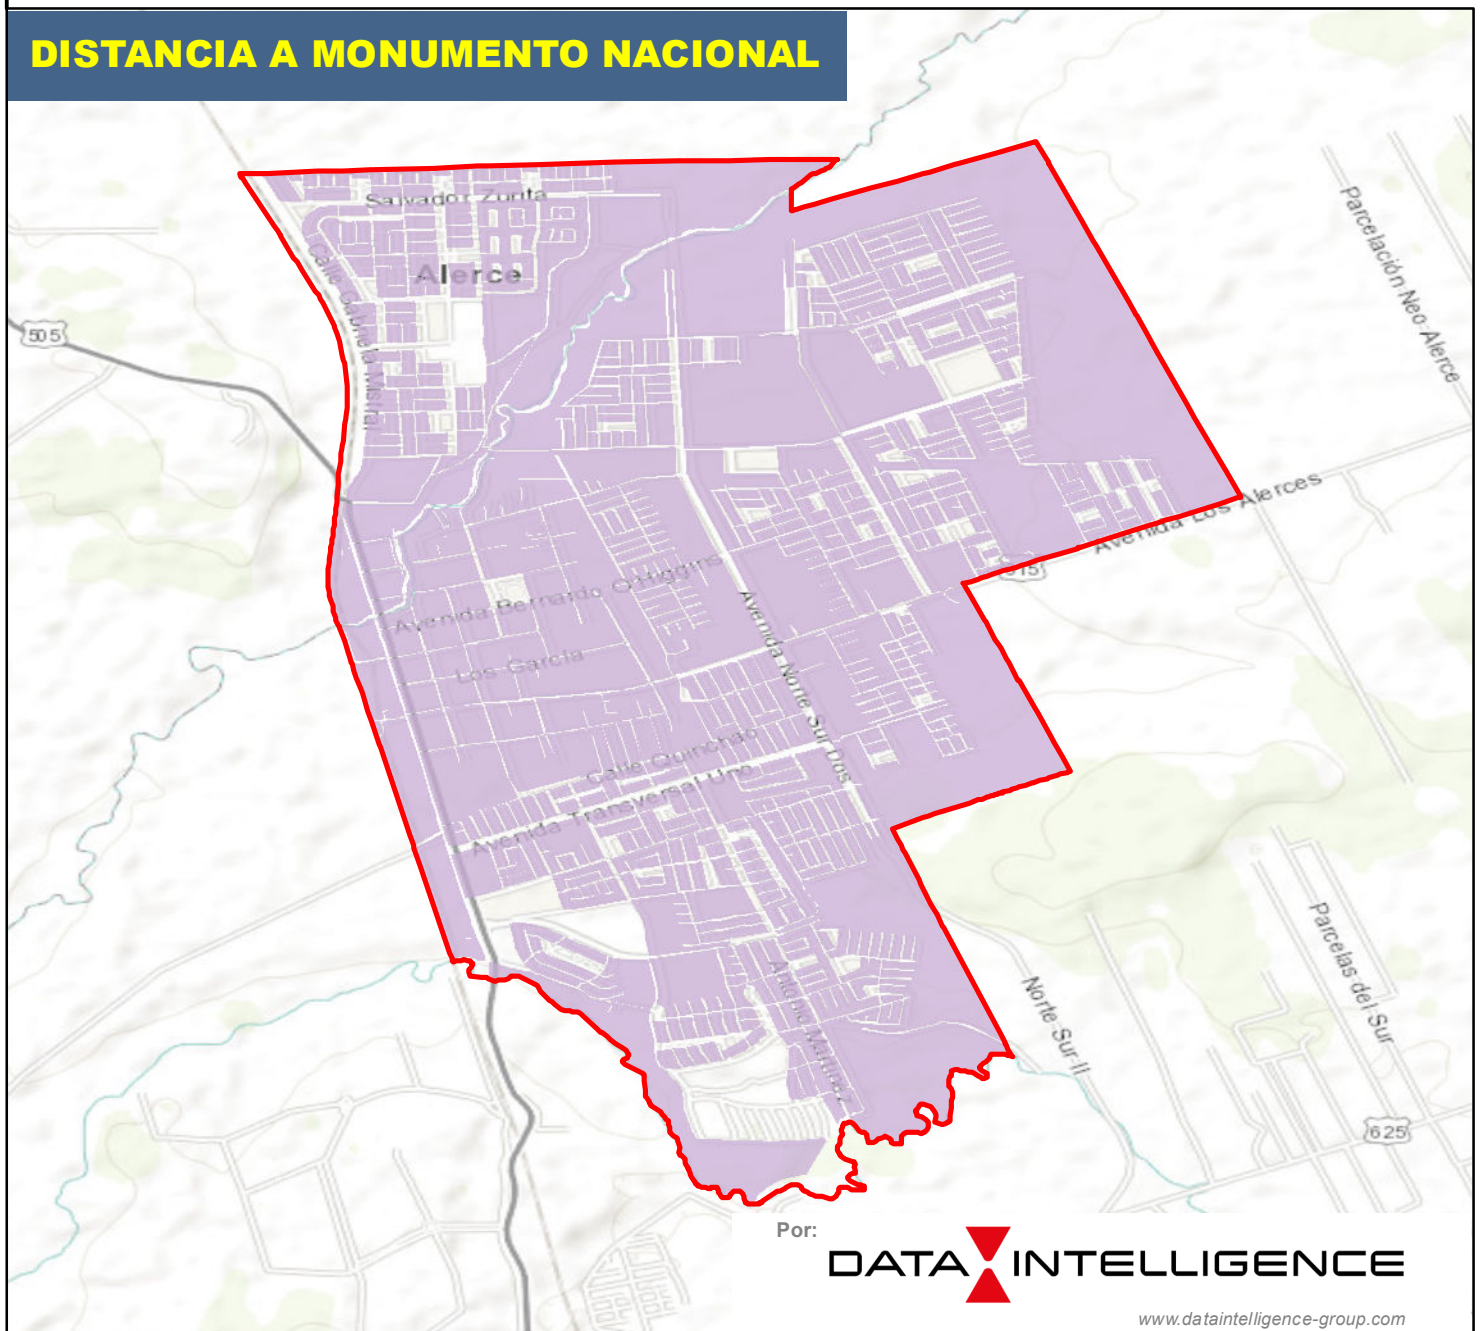 DISTANCIA A MONUMENTO NACIONAL
Salvador Zurita
Alerce
Calle Gabriela Mistral
505
Parcelación Neo-Alerce
Avenida Los Alerces
Avenida Bernardo O'Higgins
Los García
Avenida Norte Sur Dos
Calle Quinchao
Avenida Transversal Uno
Antonio Martínez
Norte Sur II
Parcelas del Sur
625
Por:
DATA INTELLIGENCE
www.dataintelligence-group.com